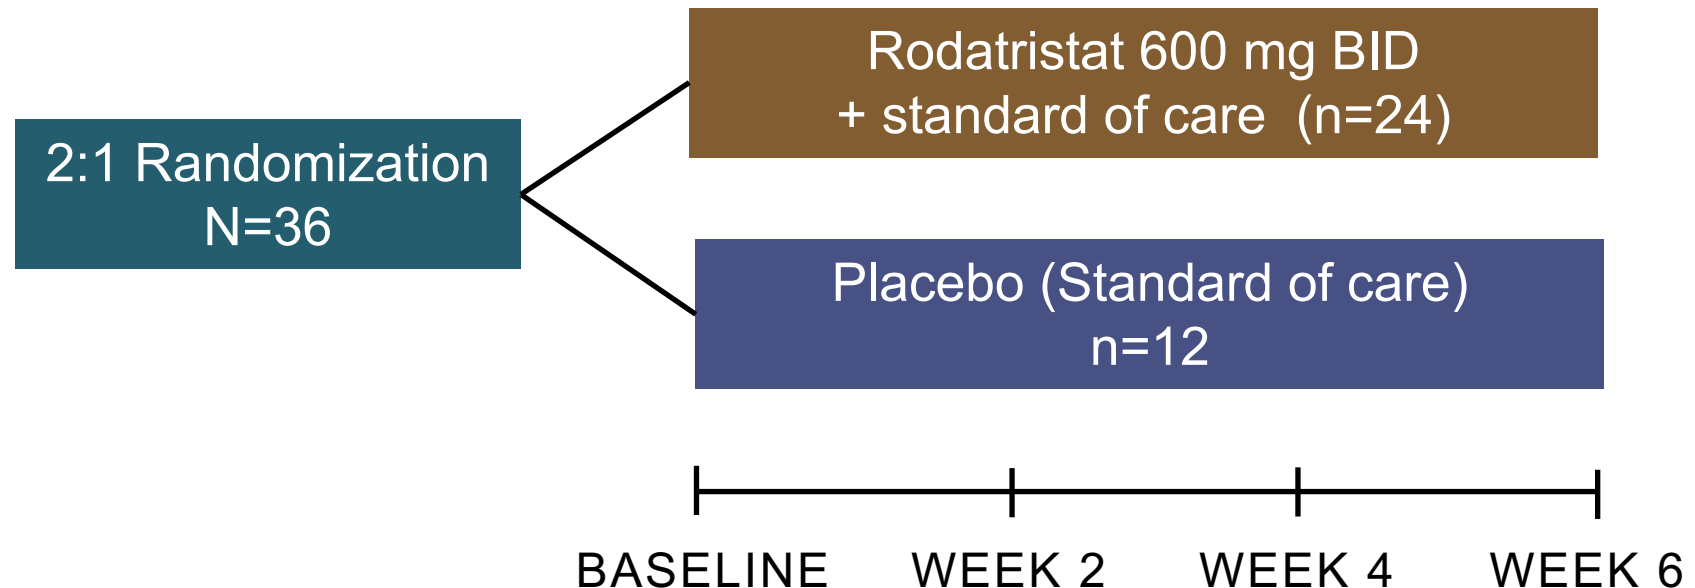 2:1 Randomization
N=36
Rodatristat 600 mg BID
+ standard of care  (n=24)
Placebo (Standard of care)
n=12
BASELINE
WEEK 2
WEEK 4
WEEK 6